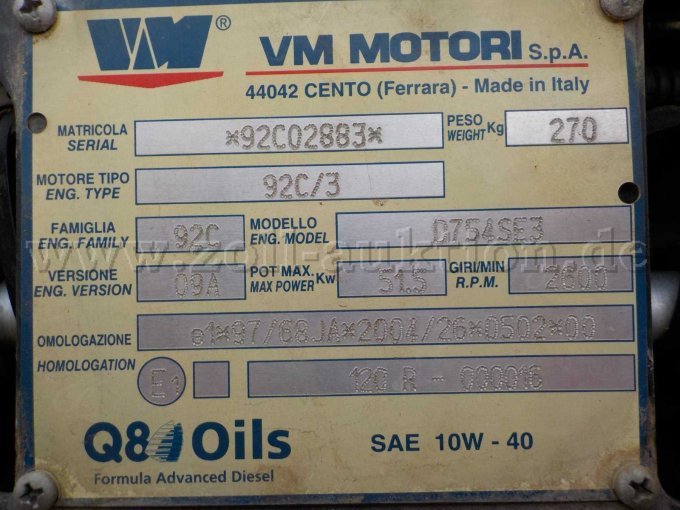 VM ® VM MOTORI S.p.A.
44042 CENTO (Ferrara) - Made in Italy
MATRICOLA SERIAL *92C02883* PESO WEIGHT Kg 270
MOTORE TIPO ENG. TYPE 92C/3
FAMIGLIA ENG. FAMILY 92C MODELLO ENG. MODEL D754SE3
www.zoll-auktion.de
VERSIONE ENG. VERSION 09A POT MAX. MAX POWER Kw 51.5 GIRI/MIN R.P.M. 2600
OMOLOGAZIONE e1*97/68JA*2004/26*0502*00
HOMOLOGATION E1 120 R - 000016
Q8 Oils SAE 10W - 40
Formula Advanced Diesel